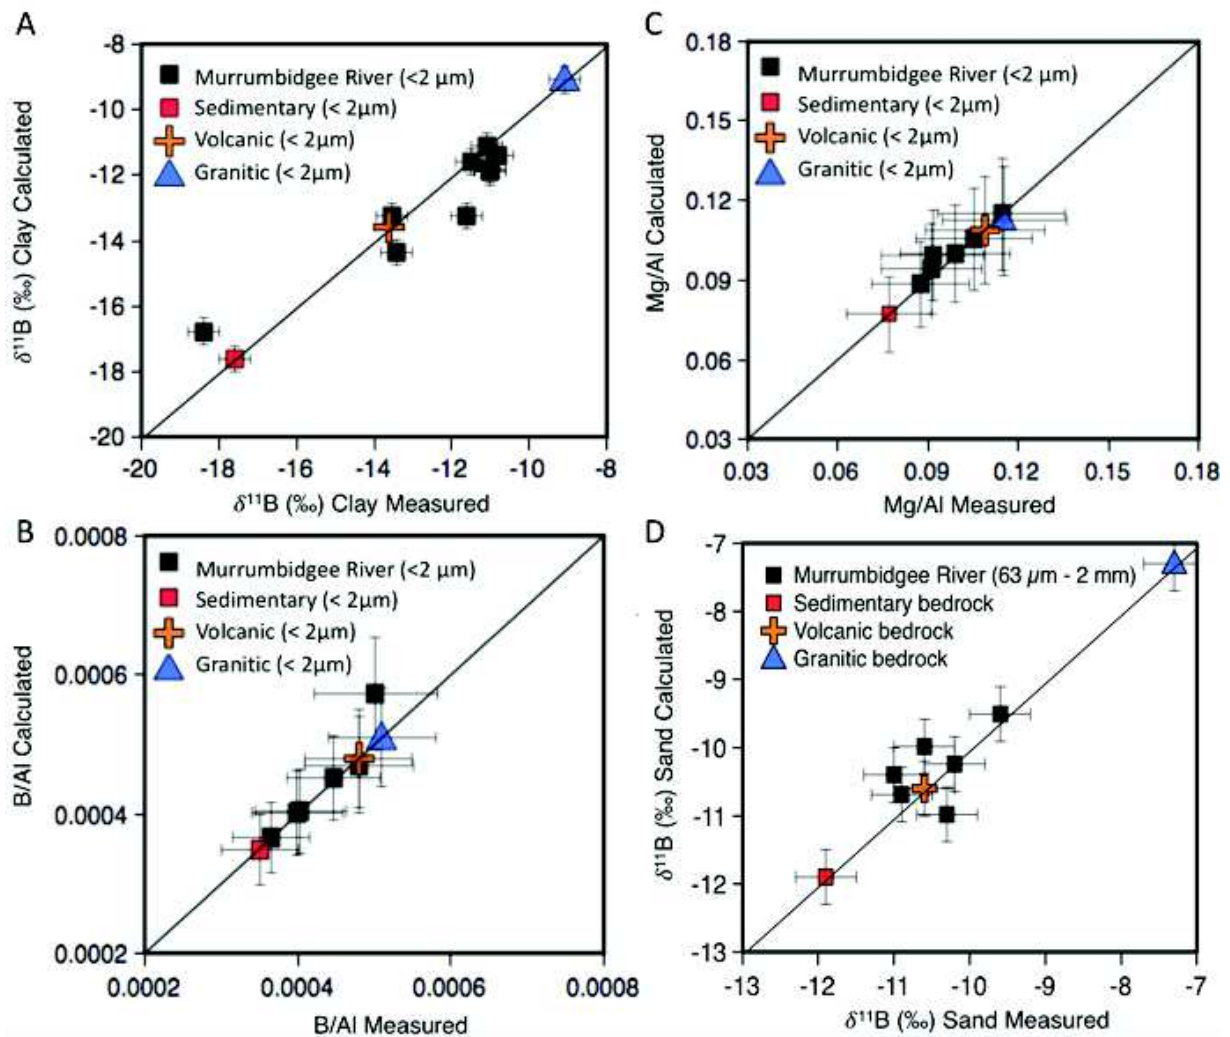 A
δ¹¹B (‰) Clay Calculated
-8
-10
-12
-14
-16
-18
-20
Murrumbidgee River (<2 μm)
Sedimentary (< 2μm)
Volcanic (< 2μm)
Granitic (< 2μm)
-20 -18 -16 -14 -12 -10 -8
δ¹¹B (‰) Clay Measured
C
Mg/Al Calculated
0.18
0.15
0.12
0.09
0.06
0.03
Murrumbidgee River (<2 μm)
Sedimentary (< 2μm)
Volcanic (< 2μm)
Granitic (< 2μm)
0.03 0.06 0.09 0.12 0.15 0.18
Mg/Al Measured
B
B/Al Calculated
0.0008
0.0006
0.0004
0.0002
Murrumbidgee River (<2 μm)
Sedimentary (< 2μm)
Volcanic (< 2μm)
Granitic (< 2μm)
0.0002 0.0004 0.0006 0.0008
B/Al Measured
D
δ¹¹B (‰) Sand Calculated
-7
-8
-9
-10
-11
-12
-13
Murrumbidgee River (63 μm - 2 mm)
Sedimentary bedrock
Volcanic bedrock
Granitic bedrock
-13 -12 -11 -10 -9 -8 -7
δ¹¹B (‰) Sand Measured